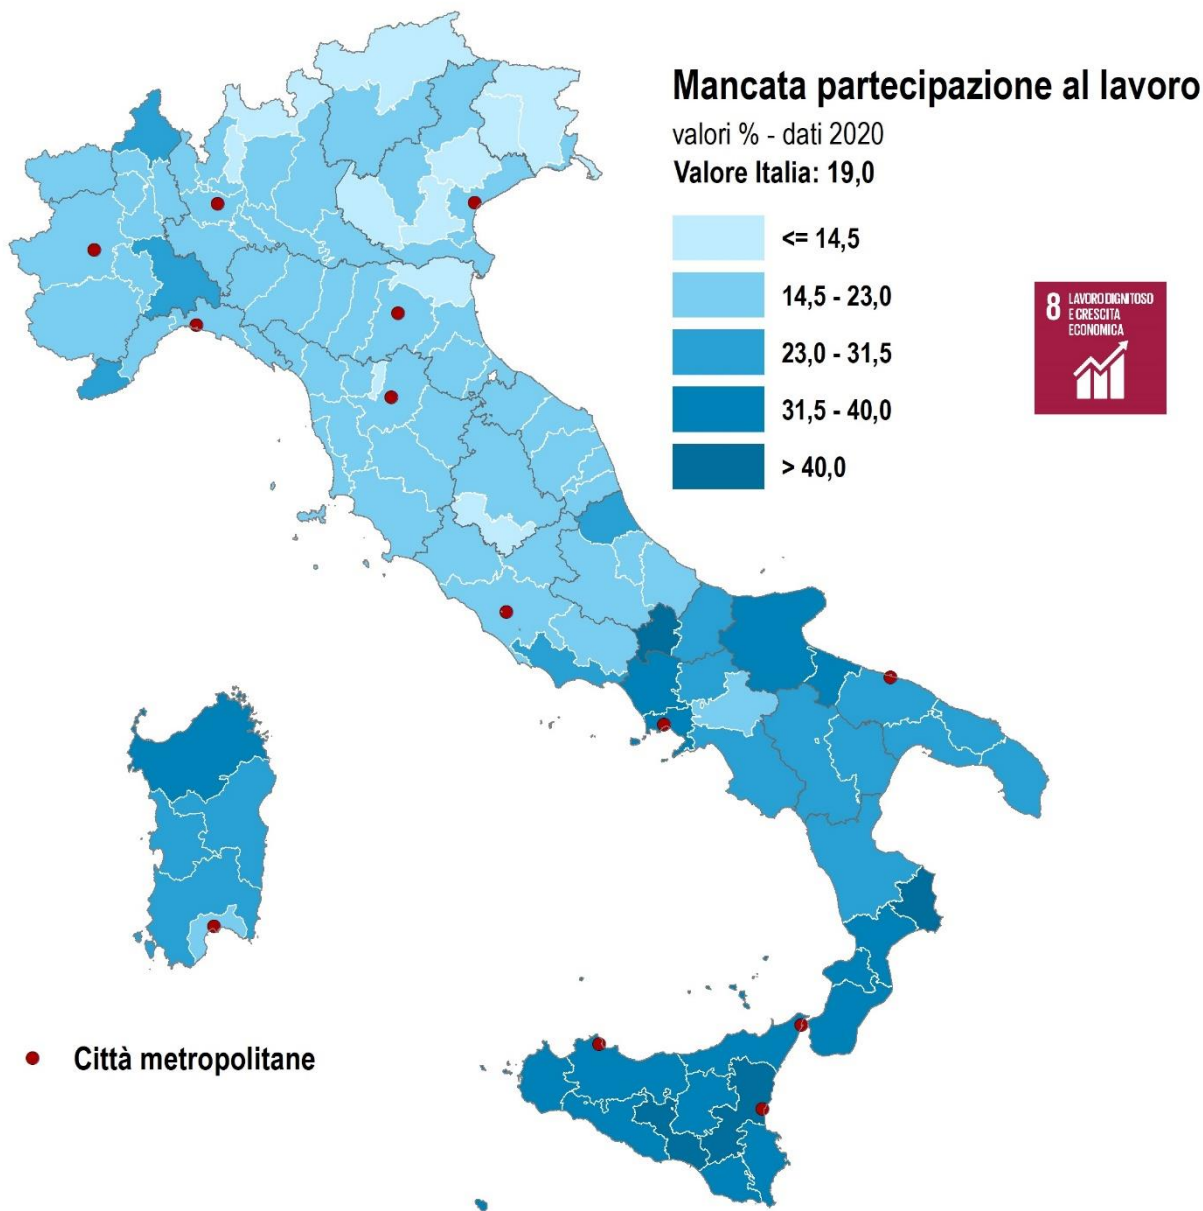 Mancata partecipazione al lavoro
valori % - dati 2020
Valore Italia: 19,0
<= 14,5
14,5 - 23,0
23,0 - 31,5
31,5 - 40,0
> 40,0
8 LAVORO DIGNITOSO
E CRESCITA
ECONOMICA
Città metropolitane